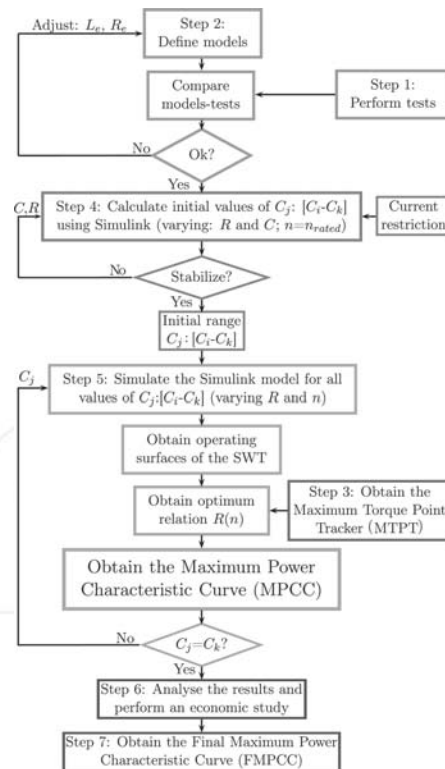 Adjust: Lₑ, Rₑ
Step 2:
Define models
Compare
models-tests
Step 1:
Perform tests
No
Ok?
Yes
C,R
Step 4: Calculate initial values of Cⱼ: [Cᵢ-Cₖ]
using Simulink (varying: R and C; n=n_rated)
Current
restriction
No
Stabilize?
Yes
Initial range
Cⱼ:[Cᵢ-Cₖ]
Cⱼ
Step 5: Simulate the Simulink model for all
values of Cⱼ:[Cᵢ-Cₖ] (varying R and n)
Obtain operating
surfaces of the SWT
Obtain optimum
relation R(n)
Step 3: Obtain the
Maximum Torque Point
Tracker (MTPT)
Obtain the Maximum Power
Characteristic Curve (MPCC)
No
Cⱼ=Cₖ?
Yes
Step 6: Analyse the results and
perform an economic study
Step 7: Obtain the Final Maximum Power
Characteristic Curve (FMPCC)